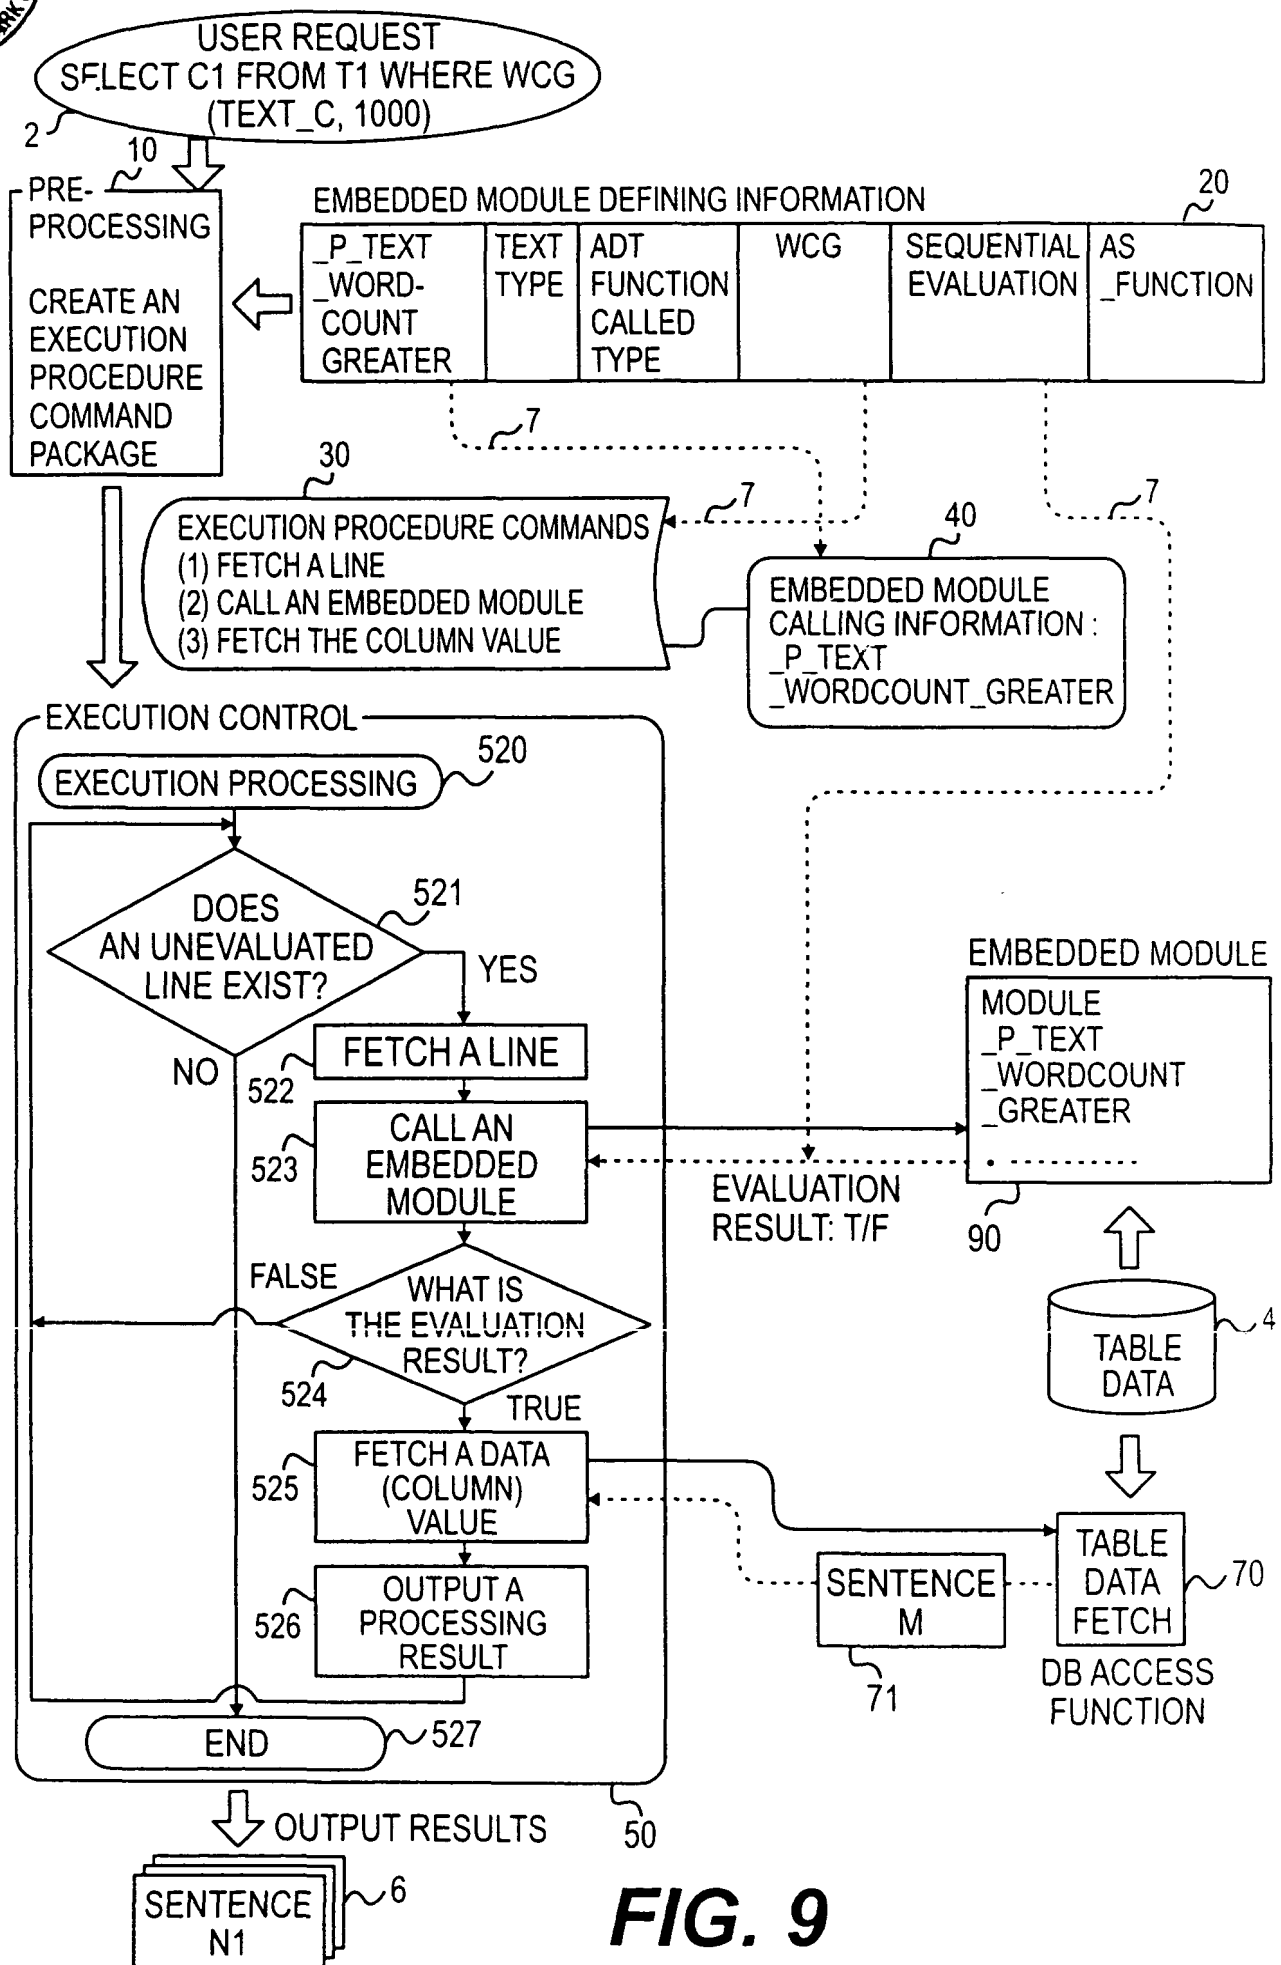 USER REQUEST
SELECT C1 FROM T1 WHERE WCG
(TEXT_C, 1000)
2
10
PRE-
PROCESSING
CREATE AN
EXECUTION
PROCEDURE
COMMAND
PACKAGE
EMBEDDED MODULE DEFINING INFORMATION
20
_P_TEXT
_WORD-
COUNT
GREATER
TEXT
TYPE
ADT
FUNCTION
CALLED
TYPE
WCG
SEQUENTIAL
EVALUATION
AS
_FUNCTION
7
7
7
30
EXECUTION PROCEDURE COMMANDS
(1) FETCH A LINE
(2) CALL AN EMBEDDED MODULE
(3) FETCH THE COLUMN VALUE
40
EMBEDDED MODULE
CALLING INFORMATION :
_P_TEXT
_WORDCOUNT_GREATER
EXECUTION CONTROL
EXECUTION PROCESSING
520
DOES
AN UNEVALUATED
LINE EXIST?
521
YES
NO
FETCH A LINE
522
CALL AN
EMBEDDED
MODULE
523
EMBEDDED MODULE
MODULE
_P_TEXT
_WORDCOUNT
_GREATER
90
EVALUATION
RESULT: T/F
FALSE
WHAT IS
THE EVALUATION
RESULT?
524
TRUE
TABLE
DATA
4
FETCH A DATA
(COLUMN)
VALUE
525
OUTPUT A
PROCESSING
RESULT
526
SENTENCE
M
71
TABLE
DATA
FETCH
70
DB ACCESS
FUNCTION
END
527
50
OUTPUT RESULTS
SENTENCE
N1
6
FIG. 9